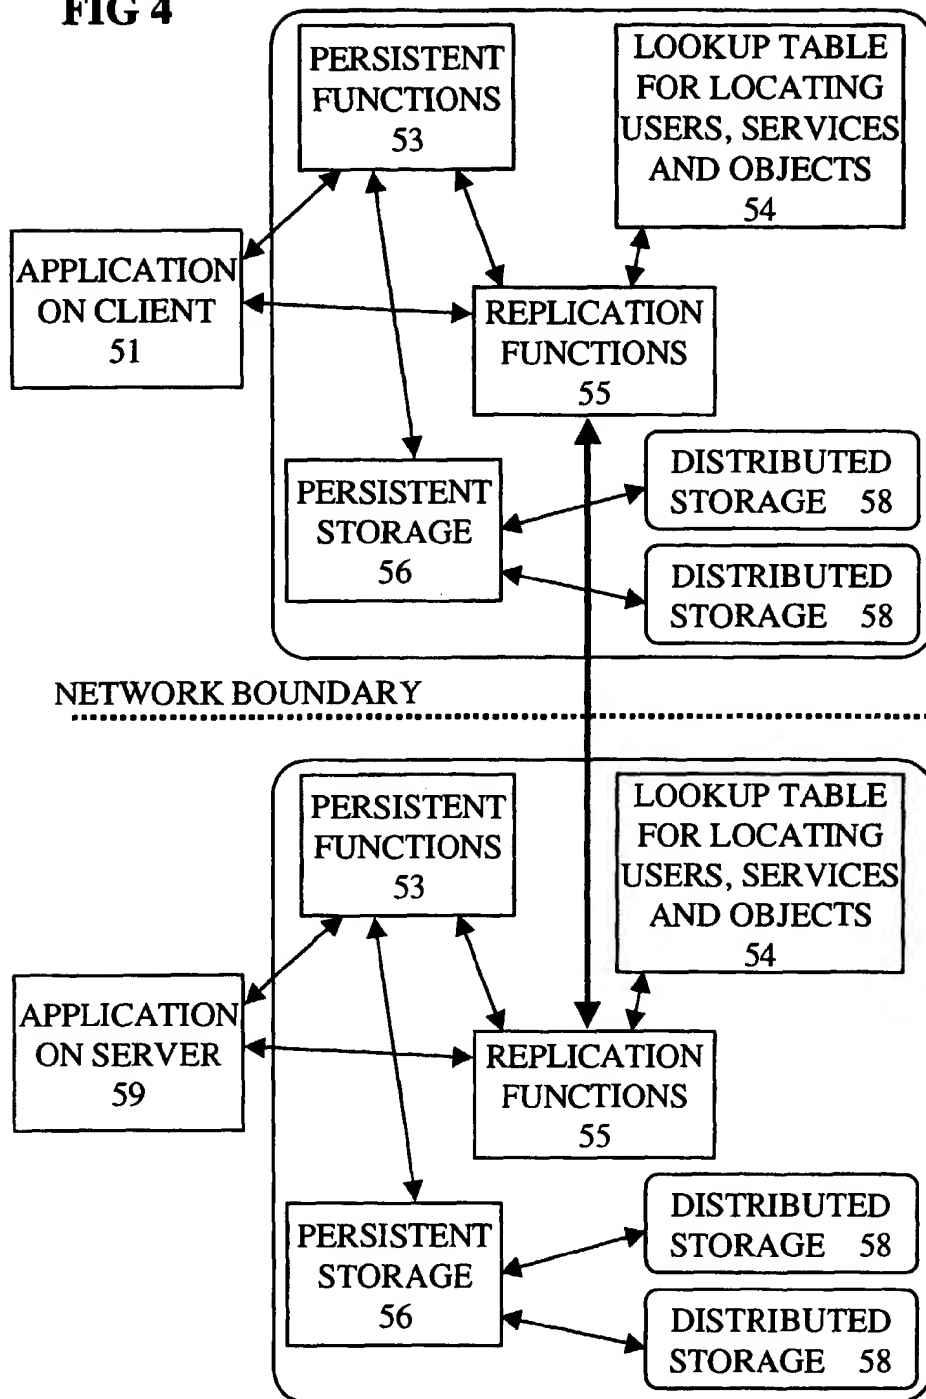 FIG 4
PERSISTENT
FUNCTIONS
53
LOOKUP TABLE
FOR LOCATING
USERS, SERVICES
AND OBJECTS
54
APPLICATION
ON CLIENT
51
REPLICATION
FUNCTIONS
55
PERSISTENT
STORAGE
56
DISTRIBUTED
STORAGE 58
DISTRIBUTED
STORAGE 58
NETWORK BOUNDARY
PERSISTENT
FUNCTIONS
53
LOOKUP TABLE
FOR LOCATING
USERS, SERVICES
AND OBJECTS
54
APPLICATION
ON SERVER
59
REPLICATION
FUNCTIONS
55
PERSISTENT
STORAGE
56
DISTRIBUTED
STORAGE 58
DISTRIBUTED
STORAGE 58